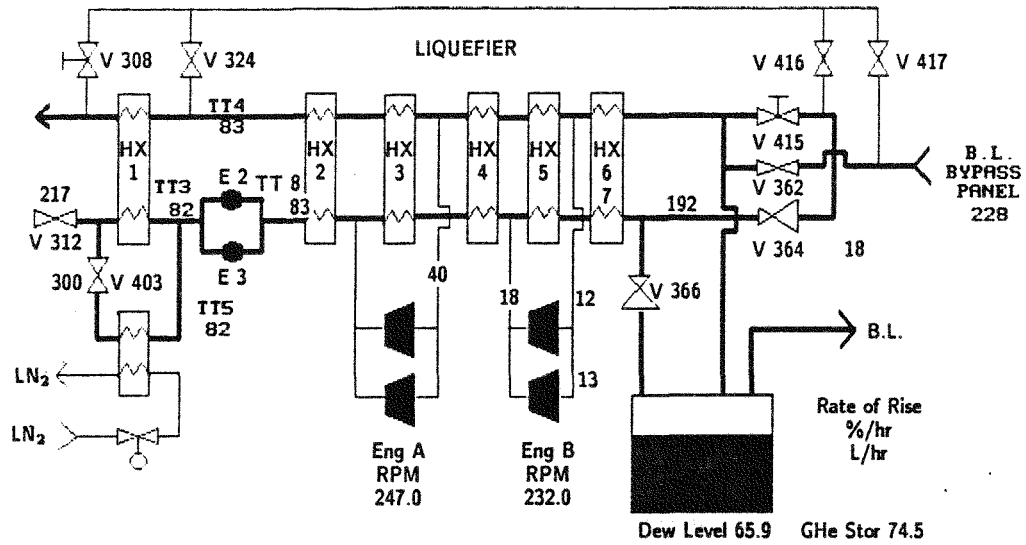 LIQUEFIER
V 308
V 324
V 416
V 417
TT4
83
V 415
HX
1
HX
2
HX
3
HX
4
HX
5
HX
6
7
B.L.
BYPASS
PANEL
228
V 362
217
V 312
TT3
82
E 2
TT 8
83
192
V 364
18
300
V 403
E 3
40
18
12
V 366
TT5
82
B.L.
LN₂
13
LN₂
Eng A
RPM
247.0
Eng B
RPM
232.0
Rate of Rise
%/hr
L/hr
Dew Level 65.9
GHe Stor 74.5